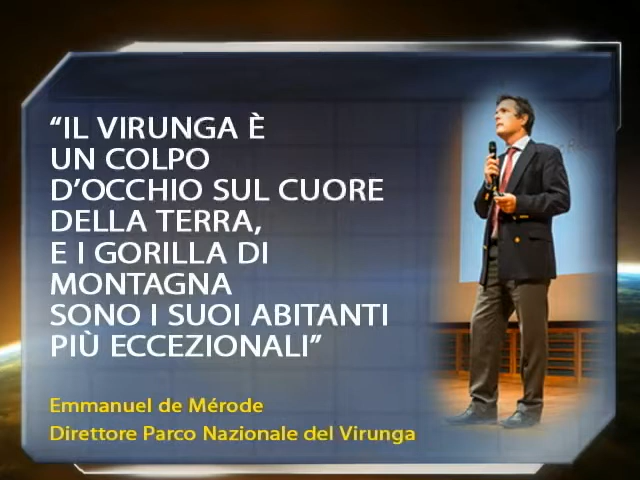 “IL VIRUNGA È
UN COLPO
D’OCCHIO SUL CUORE
DELLA TERRA,
E I GORILLA DI
MONTAGNA
SONO I SUOI ABITANTI
PIÙ ECCEZIONALI”
Emmanuel de Mérode
Direttore Parco Nazionale del Virunga